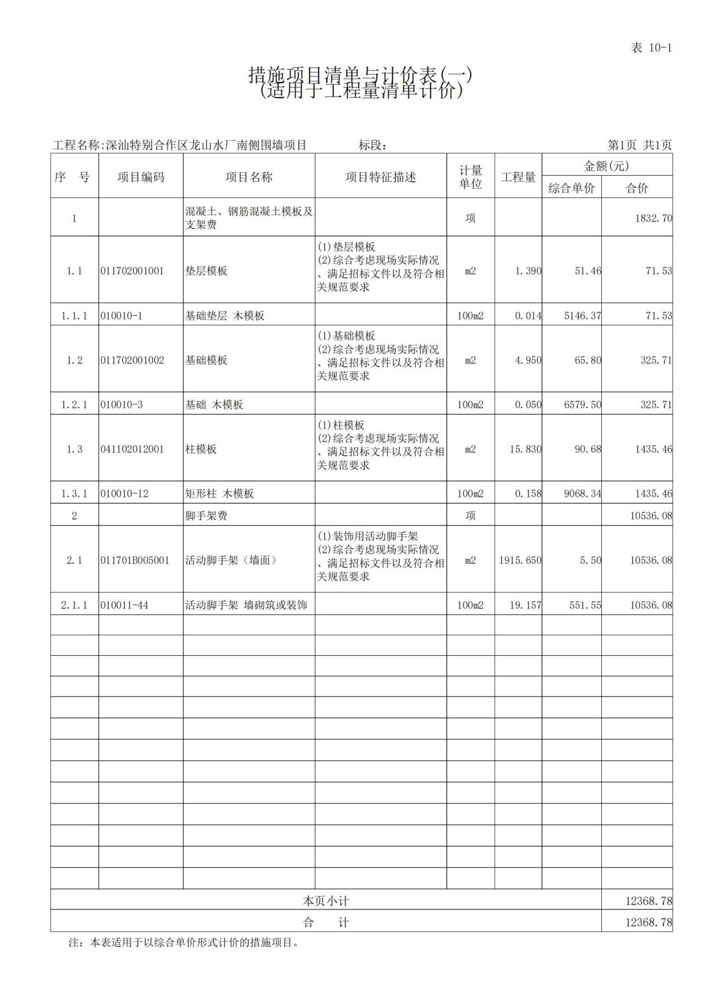 表 10-1
措施项目清单与计价表(一)
(适用于工程量清单计价)
工程名称:深汕特别合作区龙山水厂南侧围墙项目 标段: 第1页 共1页
序 号 项目编码 项目名称 项目特征描述 计量单位 工程量 金额(元)
综合单价 合价
1 混凝土、钢筋混凝土模板及支架费 项 1832.70
1.1 011702001001 垫层模板 (1)垫层模板
(2)综合考虑现场实际情况
、满足招标文件以及符合相
关规范要求 m2 1.390 51.46 71.53
1.1.1 010010-1 基础垫层 木模板 100m2 0.014 5146.37 71.53
1.2 011702001002 基础模板 (1)基础模板
(2)综合考虑现场实际情况
、满足招标文件以及符合相
关规范要求 m2 4.950 65.80 325.71
1.2.1 010010-3 基础 木模板 100m2 0.050 6579.50 325.71
1.3 041102012001 柱模板 (1)柱模板
(2)综合考虑现场实际情况
、满足招标文件以及符合相
关规范要求 m2 15.830 90.68 1435.46
1.3.1 010010-12 矩形柱 木模板 100m2 0.158 9068.34 1435.46
2 脚手架费 项 10536.08
2.1 011701B005001 活动脚手架（墙面） (1)装饰用活动脚手架
(2)综合考虑现场实际情况
、满足招标文件以及符合相
关规范要求 m2 1915.650 5.50 10536.08
2.1.1 010011-44 活动脚手架 墙砌筑或装饰 100m2 19.157 551.55 10536.08
本页小计 12368.78
合 计 12368.78
注: 本表适用于以综合单价形式计价的措施项目。